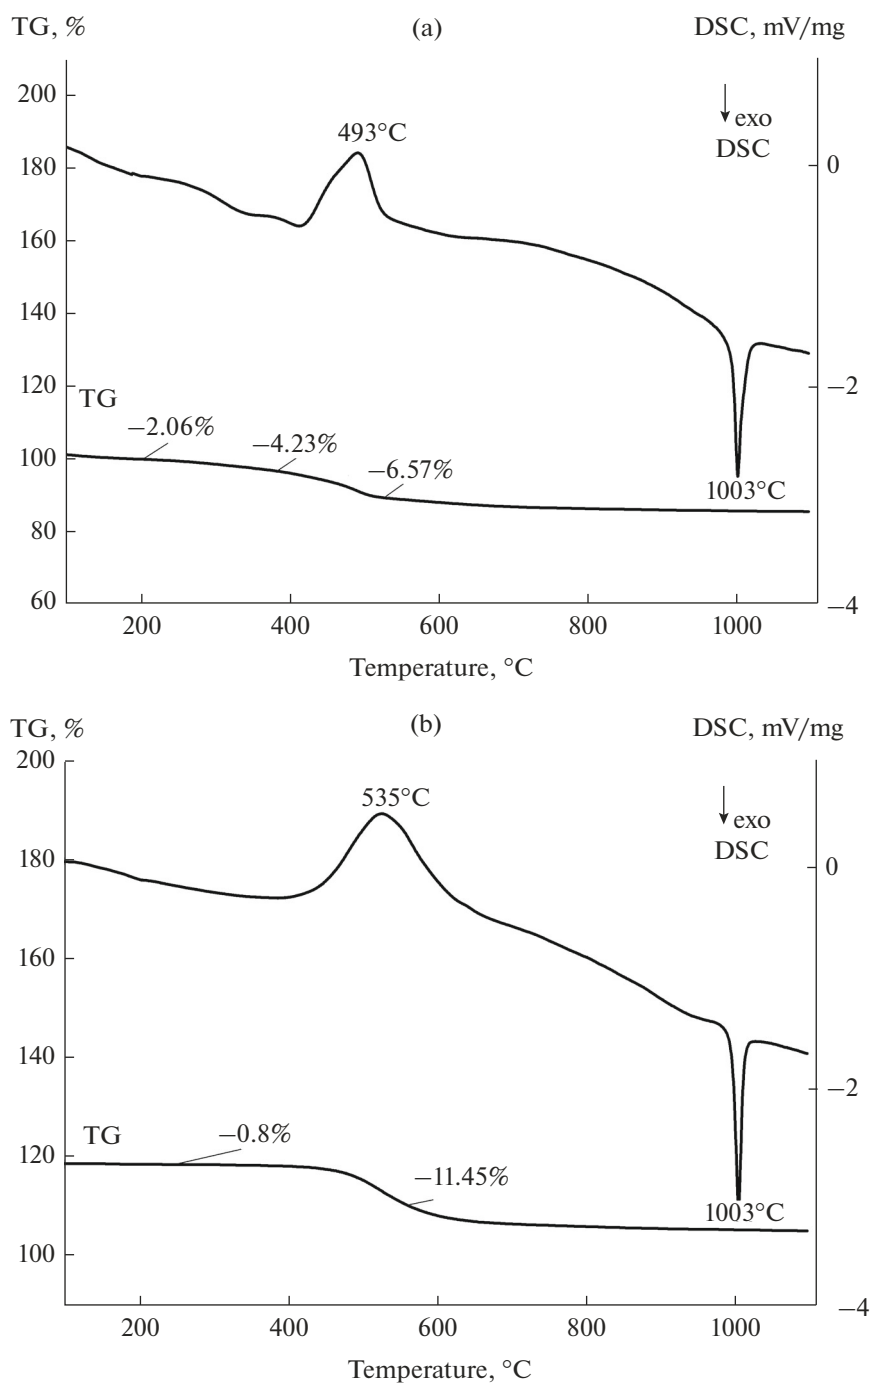 TG, %
(a)
DSC, mV/mg
200
exo
DSC
493°C
180
0
160
140
120
−2
TG
−2.06%
−4.23%
−6.57%
100
1003°C
80
60
−4
200
400
600
800
1000
Temperature, °C
TG, %
(b)
DSC, mV/mg
200
535°C
exo
DSC
180
0
160
140
−2
TG
−0.8%
120
−11.45%
1003°C
100
−4
200
400
600
800
1000
Temperature, °C